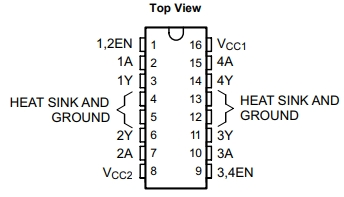 Top View
1,2EN 1 16 VCC1
1A 2 15 4A
1Y 3 14 4Y
HEAT SINK AND GROUND 4 13 HEAT SINK AND GROUND
5 12
2Y 6 11 3Y
2A 7 10 3A
VCC2 8 9 3,4EN